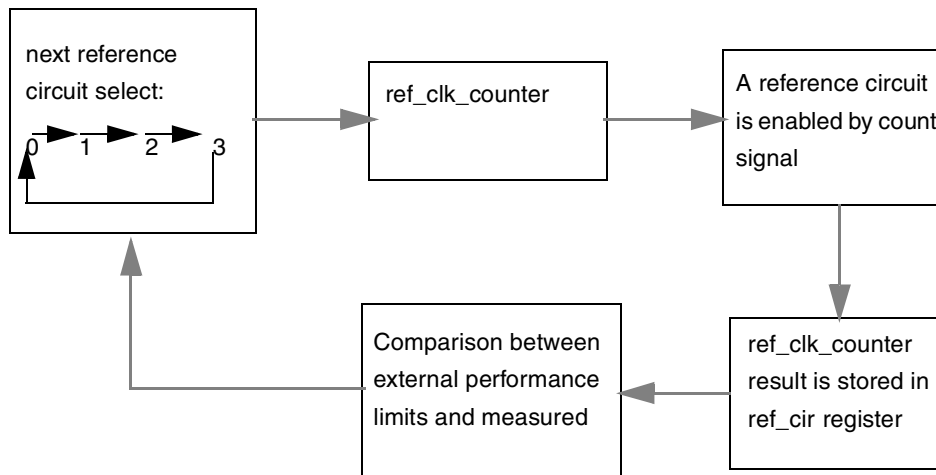 next reference
circuit select:
0 1 2 3
ref_clk_counter
A reference circuit
is enabled by count
signal
ref_clk_counter
result is stored in
ref_cir register
Comparison between
external performance
limits and measured